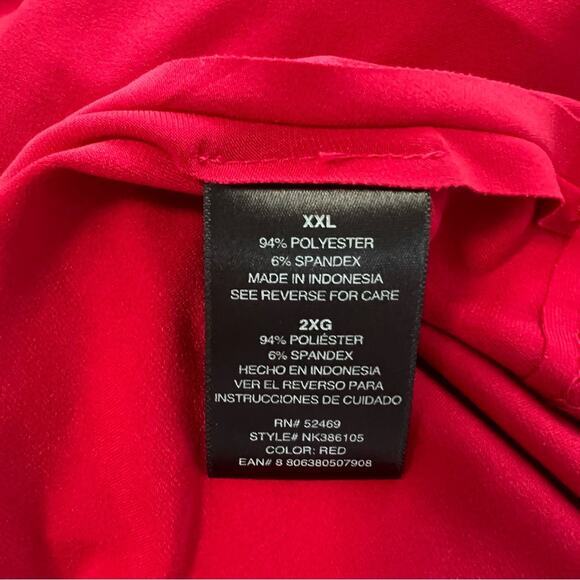 XXL
94% POLYESTER
6% SPANDEX
MADE IN INDONESIA
SEE REVERSE FOR CARE
2XG
94% POLIÉSTER
6% SPANDEX
HECHO EN INDONESIA
VER EL REVERSO PARA
INSTRUCCIONES DE CUIDADO
RN# 52469
STYLE# NK386105
COLOR: RED
EAN# 8 806380507908